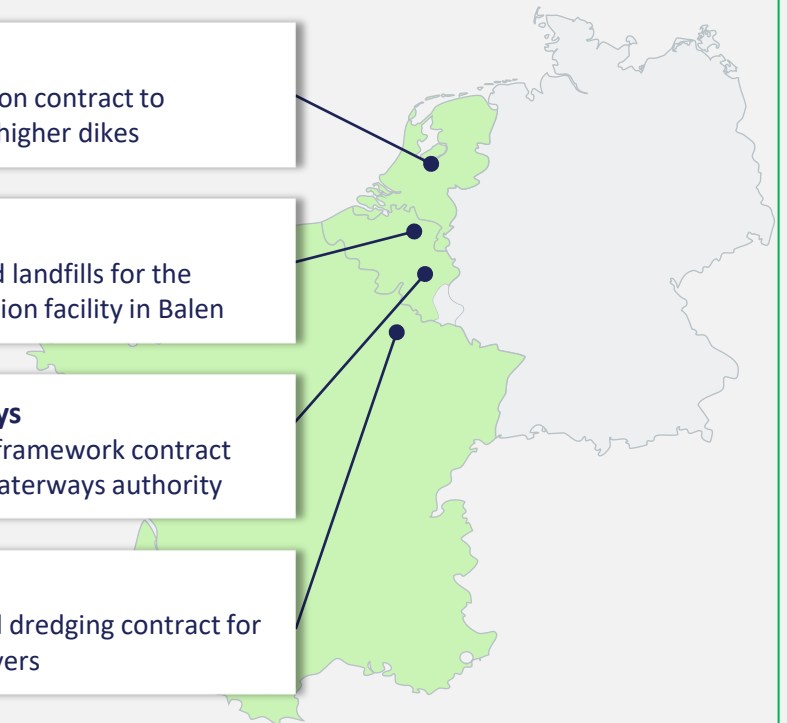 on contract to
higher dikes
landfills for the
ion facility in Balen
ys
framework contract
aterways authority
dredging contract for
vers